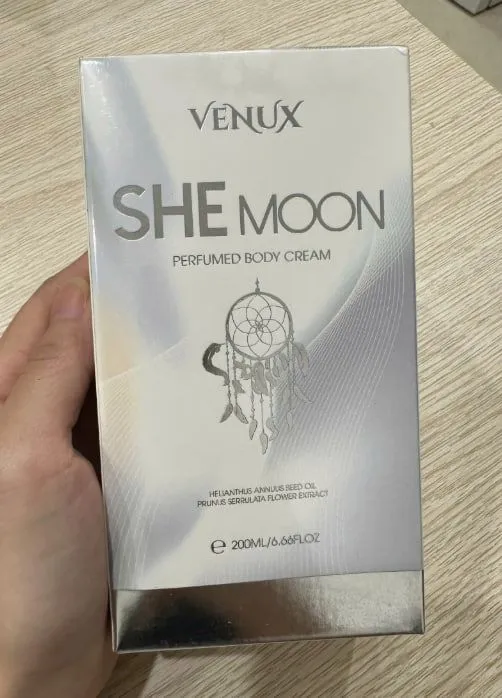 VENUX
SHE MOON
PERFUMED BODY CREAM
HELIANTHUS ANNUUS SEED OIL
PRUNUS SERRULATA FLOWER EXTRACT
℮ 200ML/6.66FLOZ